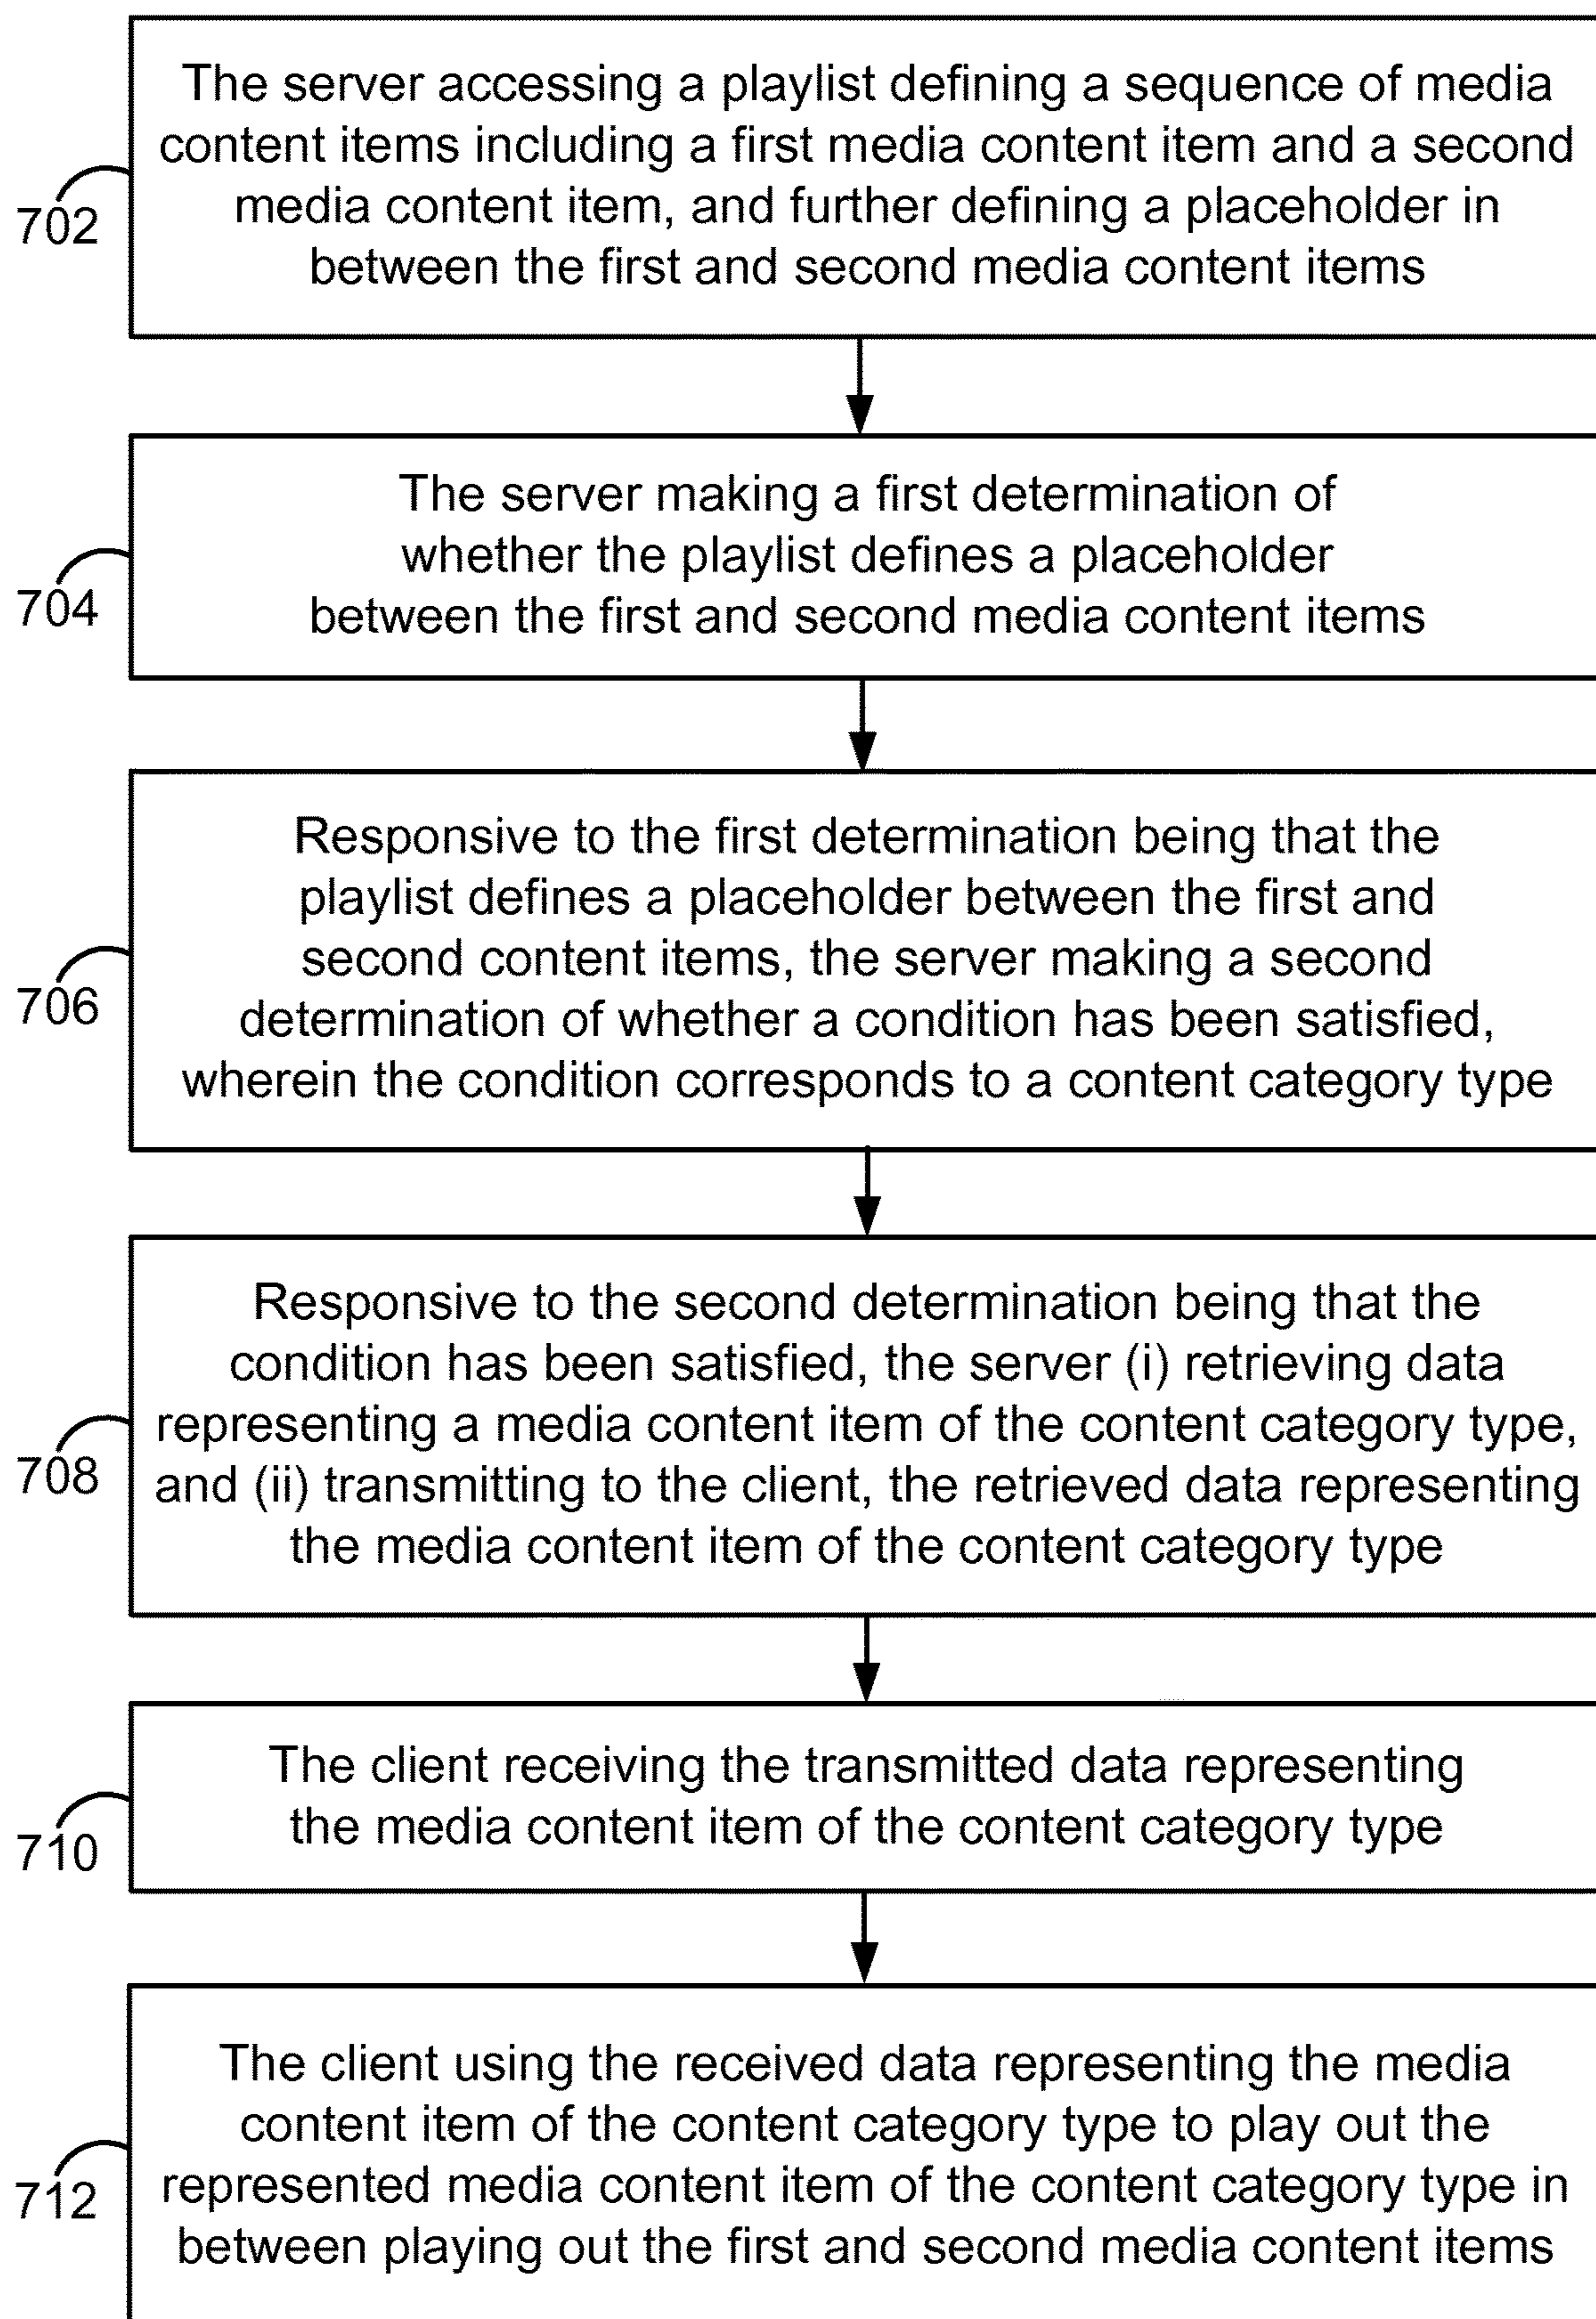 The server accessing a playlist defining a sequence of media
content items including a first media content item and a second
media content item, and further defining a placeholder in
between the first and second media content items
702
The server making a first determination of
whether the playlist defines a placeholder
between the first and second media content items
704
Responsive to the first determination being that the
playlist defines a placeholder between the first and
second content items, the server making a second
determination of whether a condition has been satisfied,
wherein the condition corresponds to a content category type
706
Responsive to the second determination being that the
condition has been satisfied, the server (i) retrieving data
representing a media content item of the content category type,
and (ii) transmitting to the client, the retrieved data representing
the media content item of the content category type
708
The client receiving the transmitted data representing
the media content item of the content category type
710
The client using the received data representing the media
content item of the content category type to play out the
represented media content item of the content category type in
between playing out the first and second media content items
712